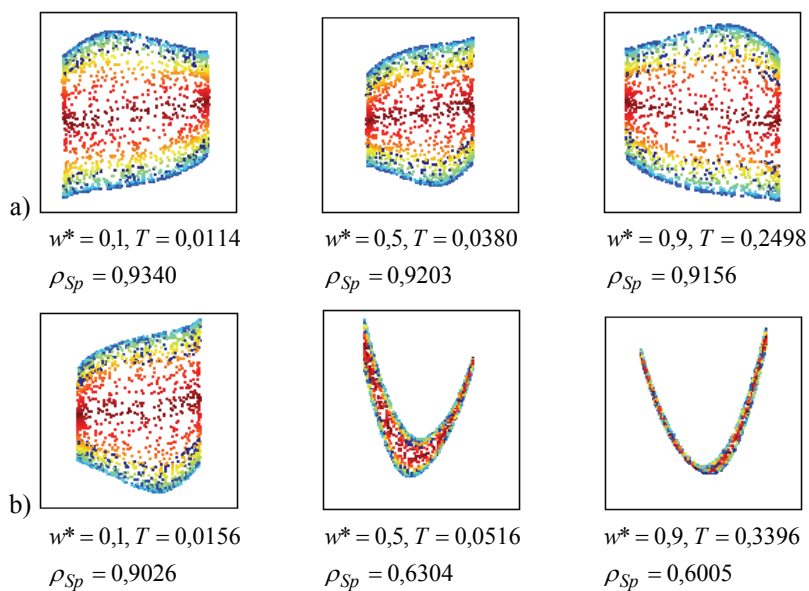 a)
w* = 0,1, T = 0,0114
ρSp = 0,9340
w* = 0,5, T = 0,0380
ρSp = 0,9203
w* = 0,9, T = 0,2498
ρSp = 0,9156
b)
w* = 0,1, T = 0,0156
ρSp = 0,9026
w* = 0,5, T = 0,0516
ρSp = 0,6304
w* = 0,9, T = 0,3396
ρSp = 0,6005